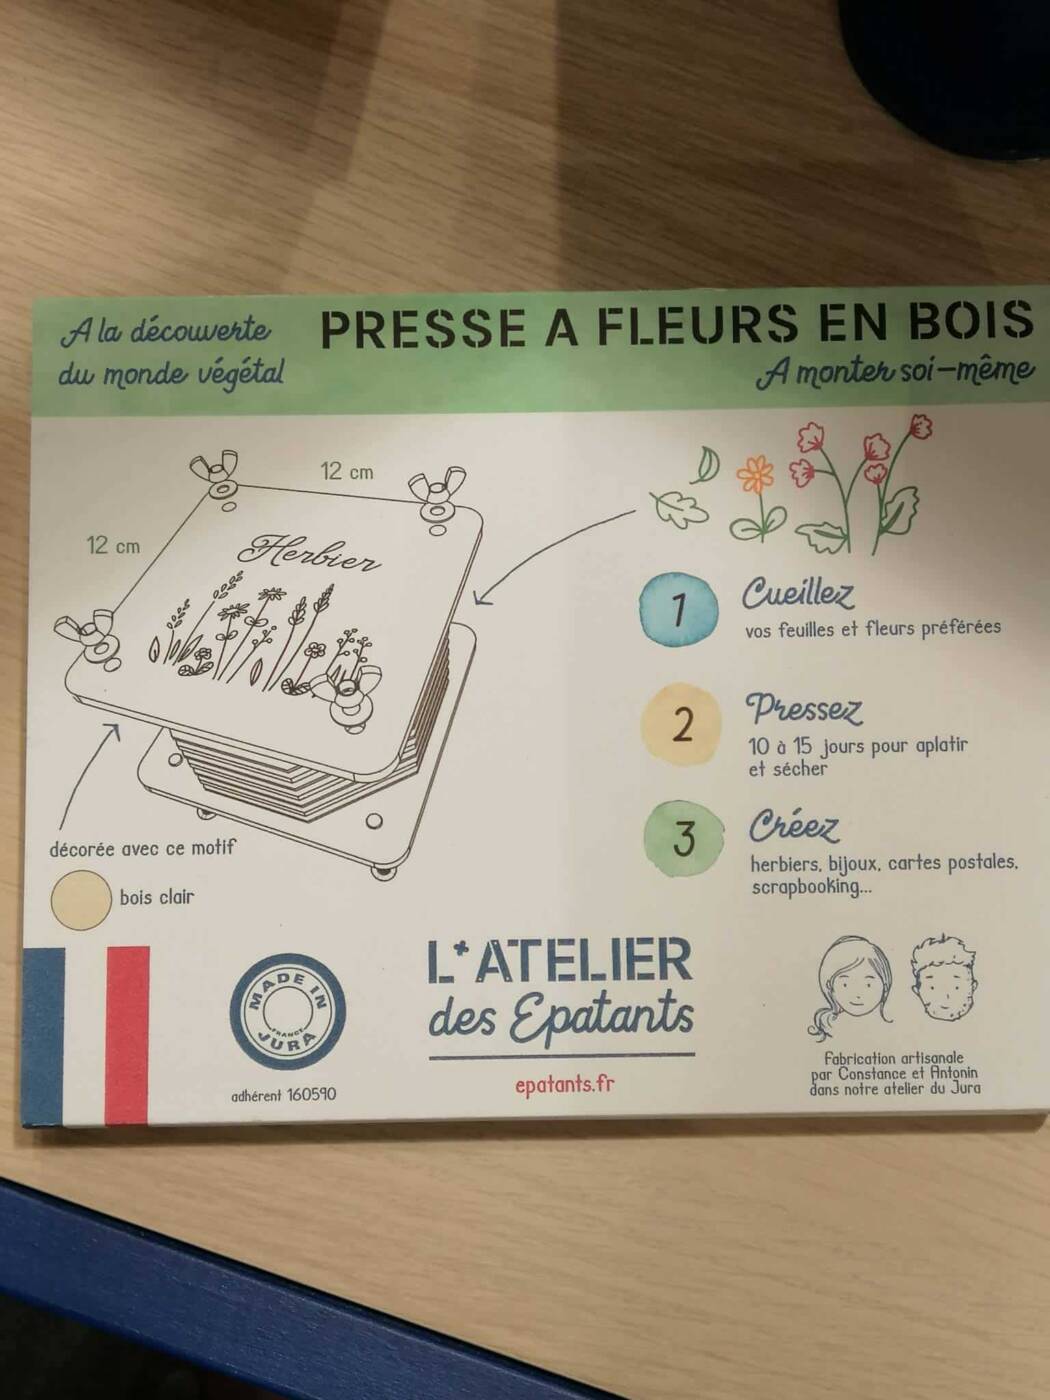 A la découverte
du monde végétal
PRESSE A FLEURS EN BOIS
A monter soi-même
12 cm
12 cm
Herbier
décorée avec ce motif
bois clair
1
Cueillez
vos feuilles et fleurs préférées
2
Pressez
10 à 15 jours pour aplatir
et sécher
3
Créez
herbiers, bijoux, cartes postales,
scrapbooking...
MADE IN
FRANCE
JURA
adhérent 160590
L'ATELIER
des Epatants
epatants.fr
Fabrication artisanale
par Constance et Antonin
dans notre atelier du Jura